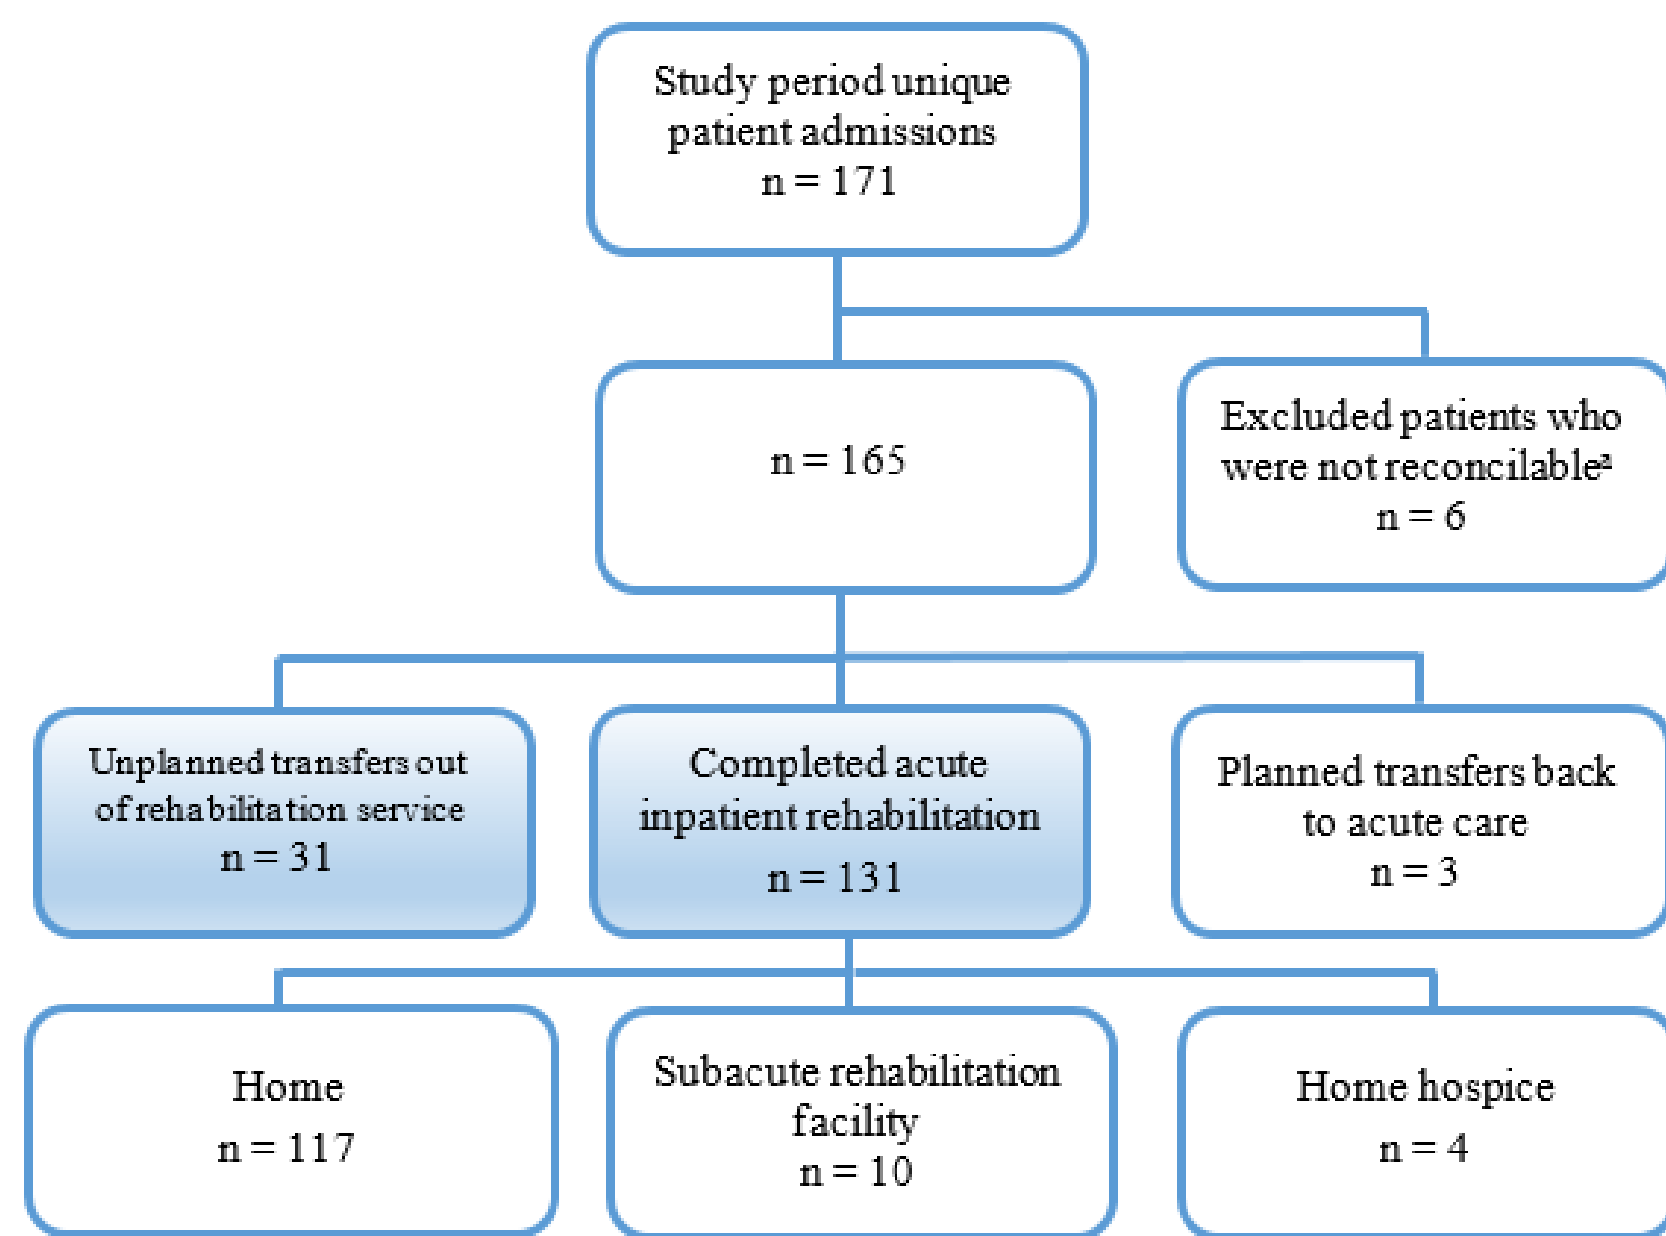 Study period unique
patient admissions
n = 171
n = 165
Excluded patients who
were not reconcilableᵃ
n = 6
Unplanned transfers out
of rehabilitation service
n = 31
Completed acute
inpatient rehabilitation
n = 131
Planned transfers back
to acute care
n = 3
Home
n = 117
Subacute rehabilitation
facility
n = 10
Home hospice
n = 4